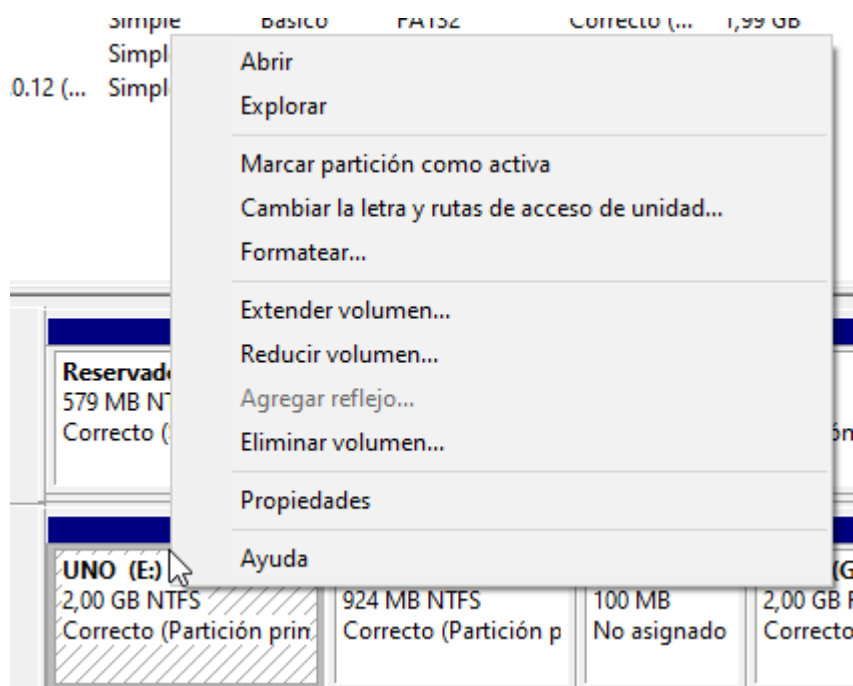 Simple Básico FAT32 Correcto (... 1,99 GB
Simpl
0.12 (... Simpl
Abrir
Explorar
Marcar partición como activa
Cambiar la letra y rutas de acceso de unidad...
Formatear...
Extender volumen...
Reducir volumen...
Agregar reflejo...
Eliminar volumen...
Propiedades
Ayuda
Reservad
579 MB NT
Correcto (
ón
UNO (E:)
2,00 GB NTFS
Correcto (Partición prin
924 MB NTFS
Correcto (Partición p
100 MB
No asignado
(G
2,00 GB F
Correcto